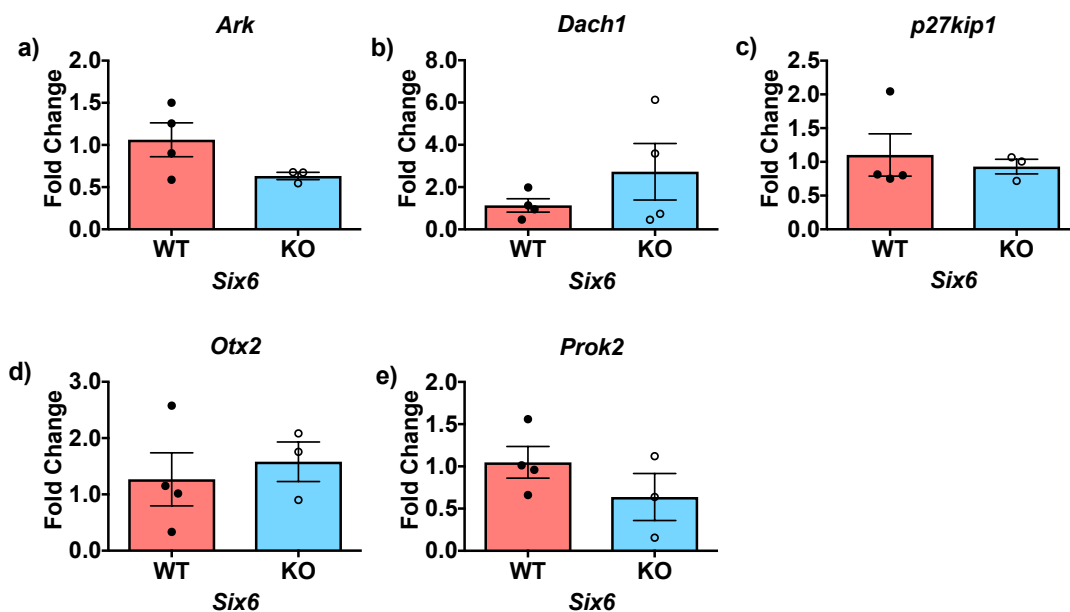 a)
Ark
Fold Change
2.0
1.5
1.0
0.5
0.0
WT
KO
Six6
b)
Dach1
Fold Change
8.0
6.0
4.0
2.0
0
WT
KO
Six6
c)
p27kip1
Fold Change
2.5
2.0
1.5
1.0
0.5
0.0
WT
KO
Six6
d)
Otx2
Fold Change
3.0
2.0
1.0
0.0
WT
KO
Six6
e)
Prok2
Fold Change
2.0
1.5
1.0
0.5
0.0
WT
KO
Six6